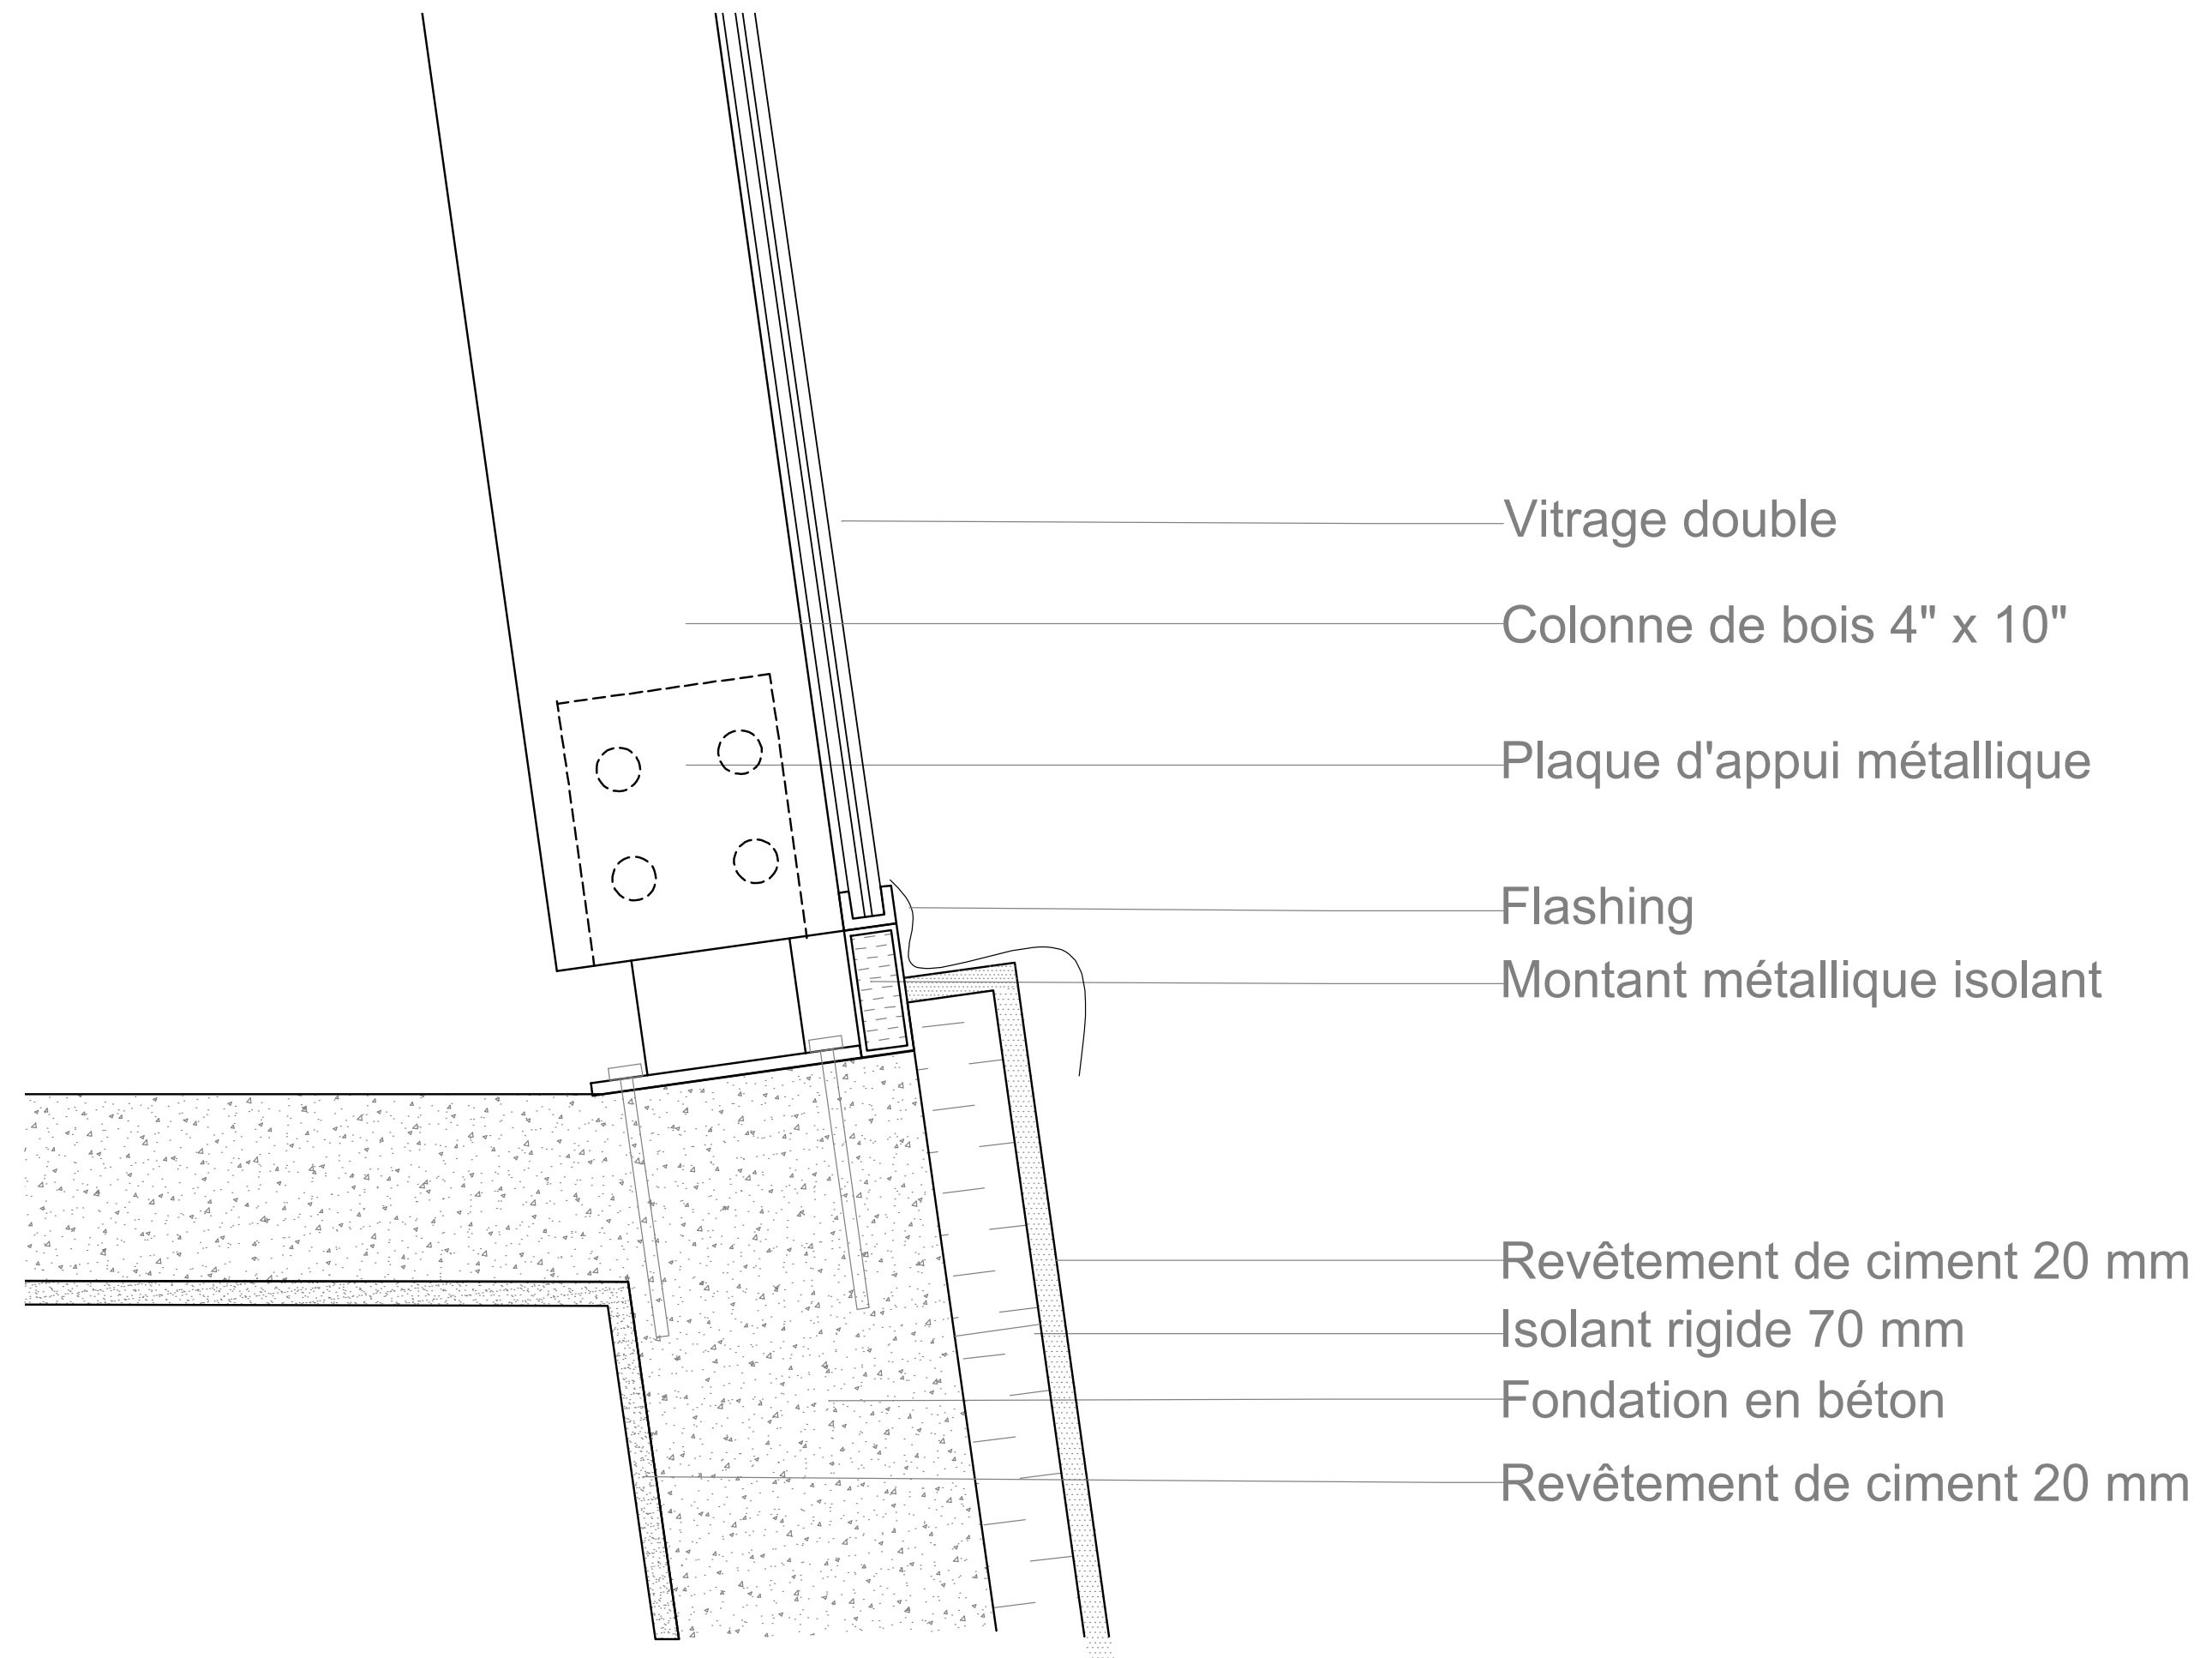 Vitrage double
Colonne de bois 4" x 10"
Plaque d'appui métallique
Flashing
Montant métallique isolant
Revêtement de ciment 20 mm
Isolant rigide 70 mm
Fondation en béton
Revêtement de ciment 20 mm